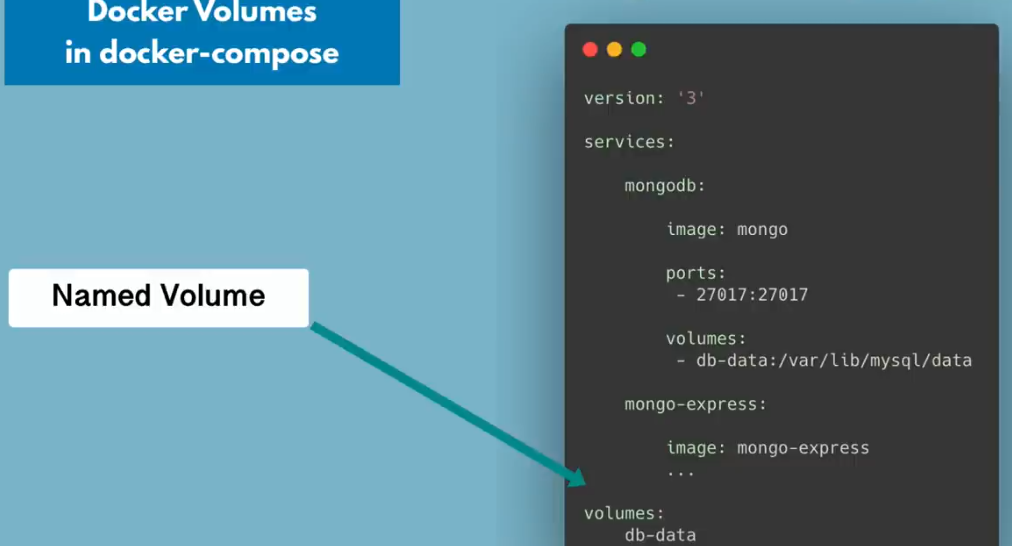 Docker Volumes
in docker-compose
Named Volume
version: '3'
services:
mongodb:
image: mongo
ports:
- 27017:27017
volumes:
- db-data:/var/lib/mysql/data
mongo-express:
image: mongo-express
...
volumes:
db-data